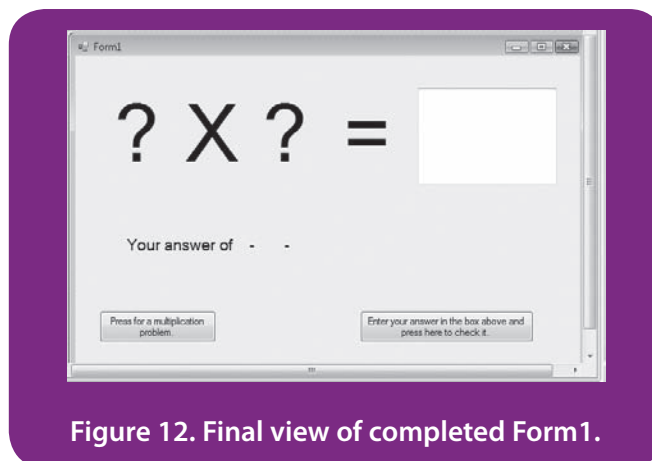 Form1
? X ? =
Your answer of - -
Press for a multiplication
problem.
Enter your answer in the box above and
press here to check it.
Figure 12. Final view of completed Form1.